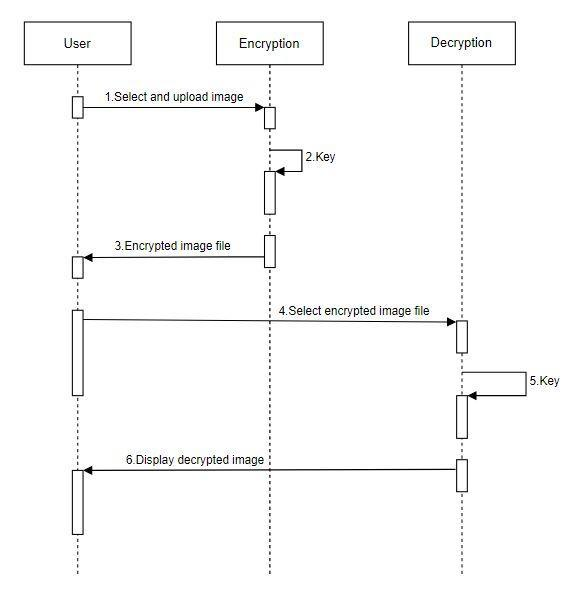 User
Encryption
Decryption
1.Select and upload image
2.Key
3.Encrypted image file
4.Select encrypted image file
5.Key
6.Display decrypted image